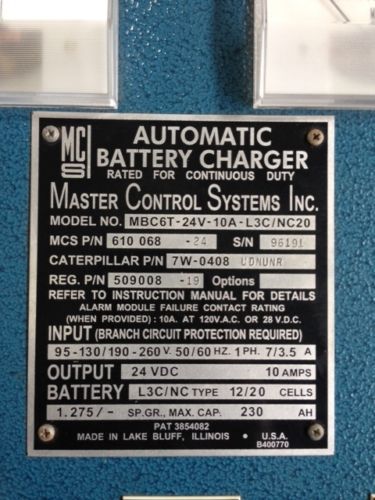 MC
S
AUTOMATIC
BATTERY CHARGER
RATED FOR CONTINUOUS DUTY
MASTER CONTROL SYSTEMS INC.
MODEL NO. MBC6T-24V-10A-L3C/NC20
MCS P/N 610 068 -24 S/N 96191
CATERPILLAR P/N 7W-0408 UDNUNR
REG. P/N 509008 -19 Options
REFER TO INSTRUCTION MANUAL FOR DETAILS
ALARM MODULE FAILURE CONTACT RATING
(WHEN PROVIDED): 10A. AT 120V.A.C. OR 28 V.D.C.
INPUT (BRANCH CIRCUIT PROTECTION REQUIRED)
95-130/190-260 V. 50/60 HZ. 1 PH. 7/3.5 A
OUTPUT 24 VDC 10 AMPS
BATTERY L3C/NC TYPE 12/20 CELLS
1.275/- SP.GR., MAX. CAP: 230 AH
PAT 3854082
MADE IN LAKE BLUFF, ILLINOIS • U.S.A.
B400770